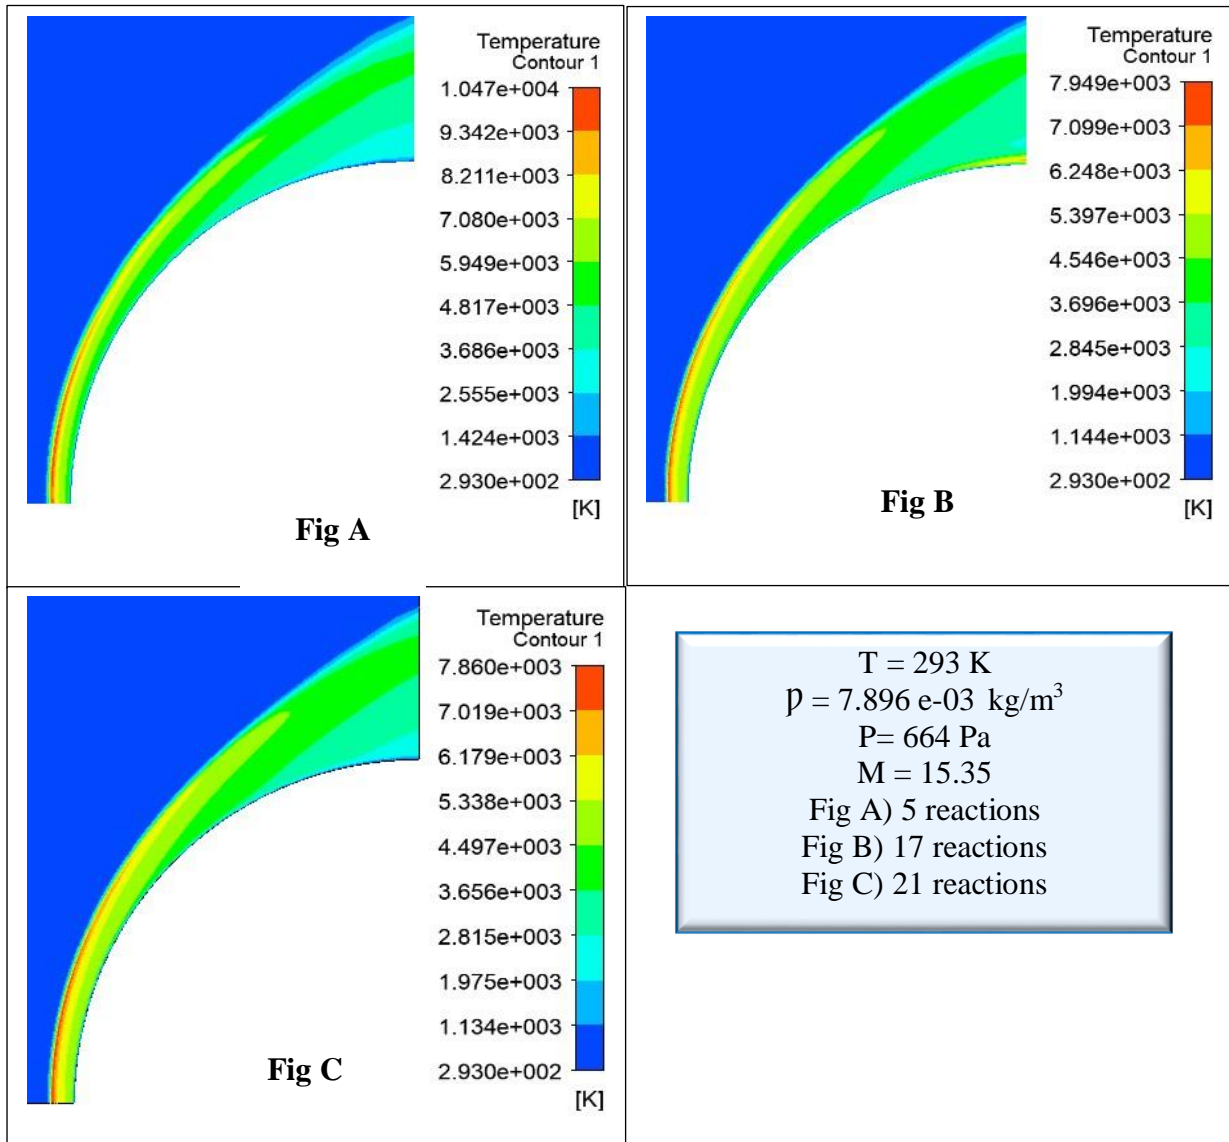 Temperature
Contour 1
1.047e+004
9.342e+003
8.211e+003
7.080e+003
5.949e+003
4.817e+003
3.686e+003
2.555e+003
1.424e+003
2.930e+002
[K]
Fig A
Temperature
Contour 1
7.949e+003
7.099e+003
6.248e+003
5.397e+003
4.546e+003
3.696e+003
2.845e+003
1.994e+003
1.144e+003
2.930e+002
[K]
Fig B
Temperature
Contour 1
7.860e+003
7.019e+003
6.179e+003
5.338e+003
4.497e+003
3.656e+003
2.815e+003
1.975e+003
1.134e+003
2.930e+002
[K]
Fig C
T = 293 K
ƿ = 7.896 e-03 kg/m³
P= 664 Pa
M = 15.35
Fig A) 5 reactions
Fig B) 17 reactions
Fig C) 21 reactions